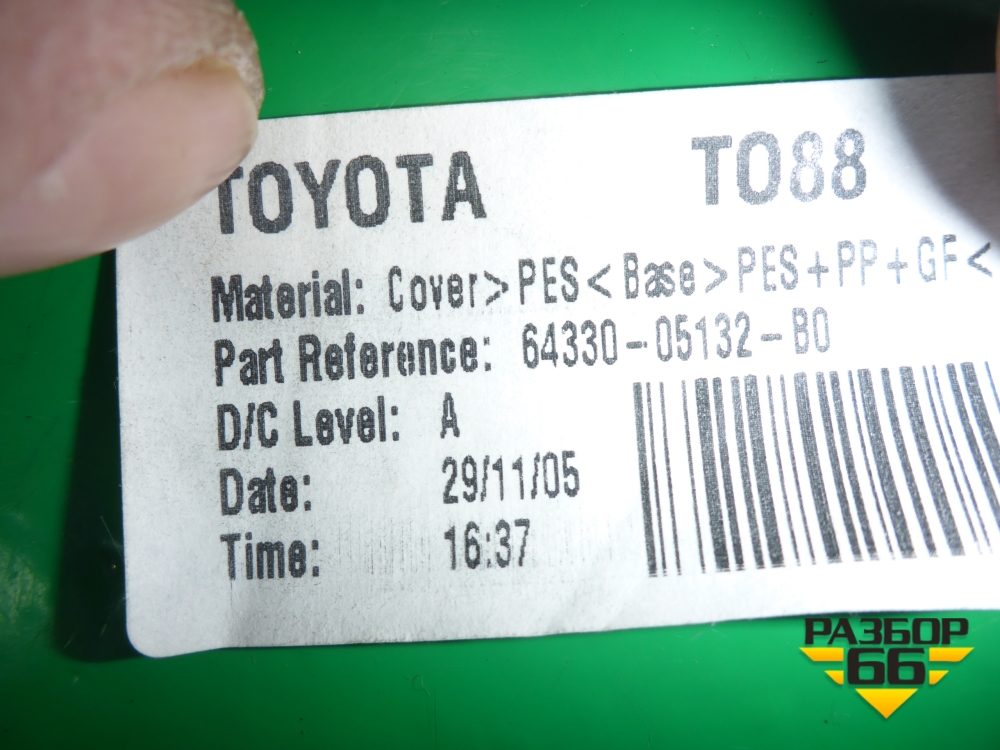 TOYOTA TO88
Material: Cover>PES<Base>PES+PP+GF<
Part Reference: 64330-05132-B0
D/C Level: A
Date: 29/11/05
Time: 16:37
РАЗБОР
66